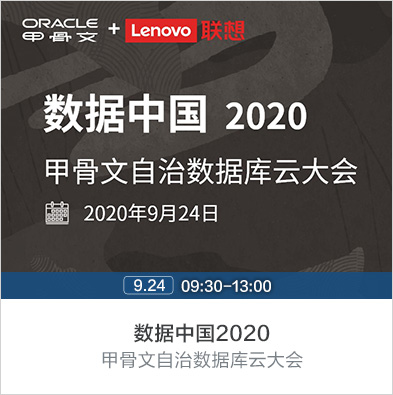 ORACLE + Lenovo 联想
甲骨文
数据中国 2020
甲骨文自治数据库云大会
2020年9月24日
9.24 09:30-13:00
数据中国2020
甲骨文自治数据库云大会